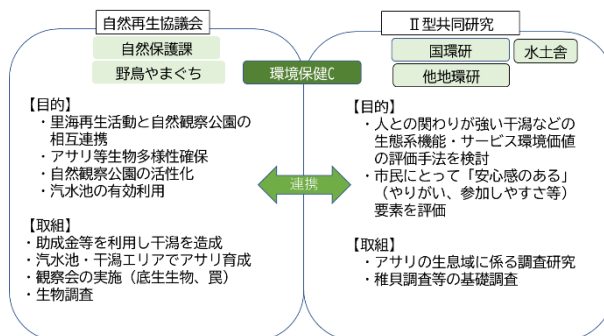 自然再生協議会
自然保護課
野鳥やまぐち
環境保健C
【目的】
・里海再生活動と自然観察公園の
相互連携
・アサリ等生物多様性確保
・自然観察公園の活性化
・汽水池の有効利用
【取組】
・助成金等を利用し干潟を造成
・汽水池・干潟エリアでアサリ育成
・観察会の実施（底生生物、罠）
・生物調査
連携
Ⅱ型共同研究
国環研
水土舎
他地環研
【目的】
・人との関わりが強い干潟などの
生態系機能・サービス環境価値
の評価手法を検討
・市民にとって「安心感のある」
（やりがい、参加しやすさ等）
要素を評価
【取組】
・アサリの生息域に係る調査研究
・稚貝調査等の基礎調査